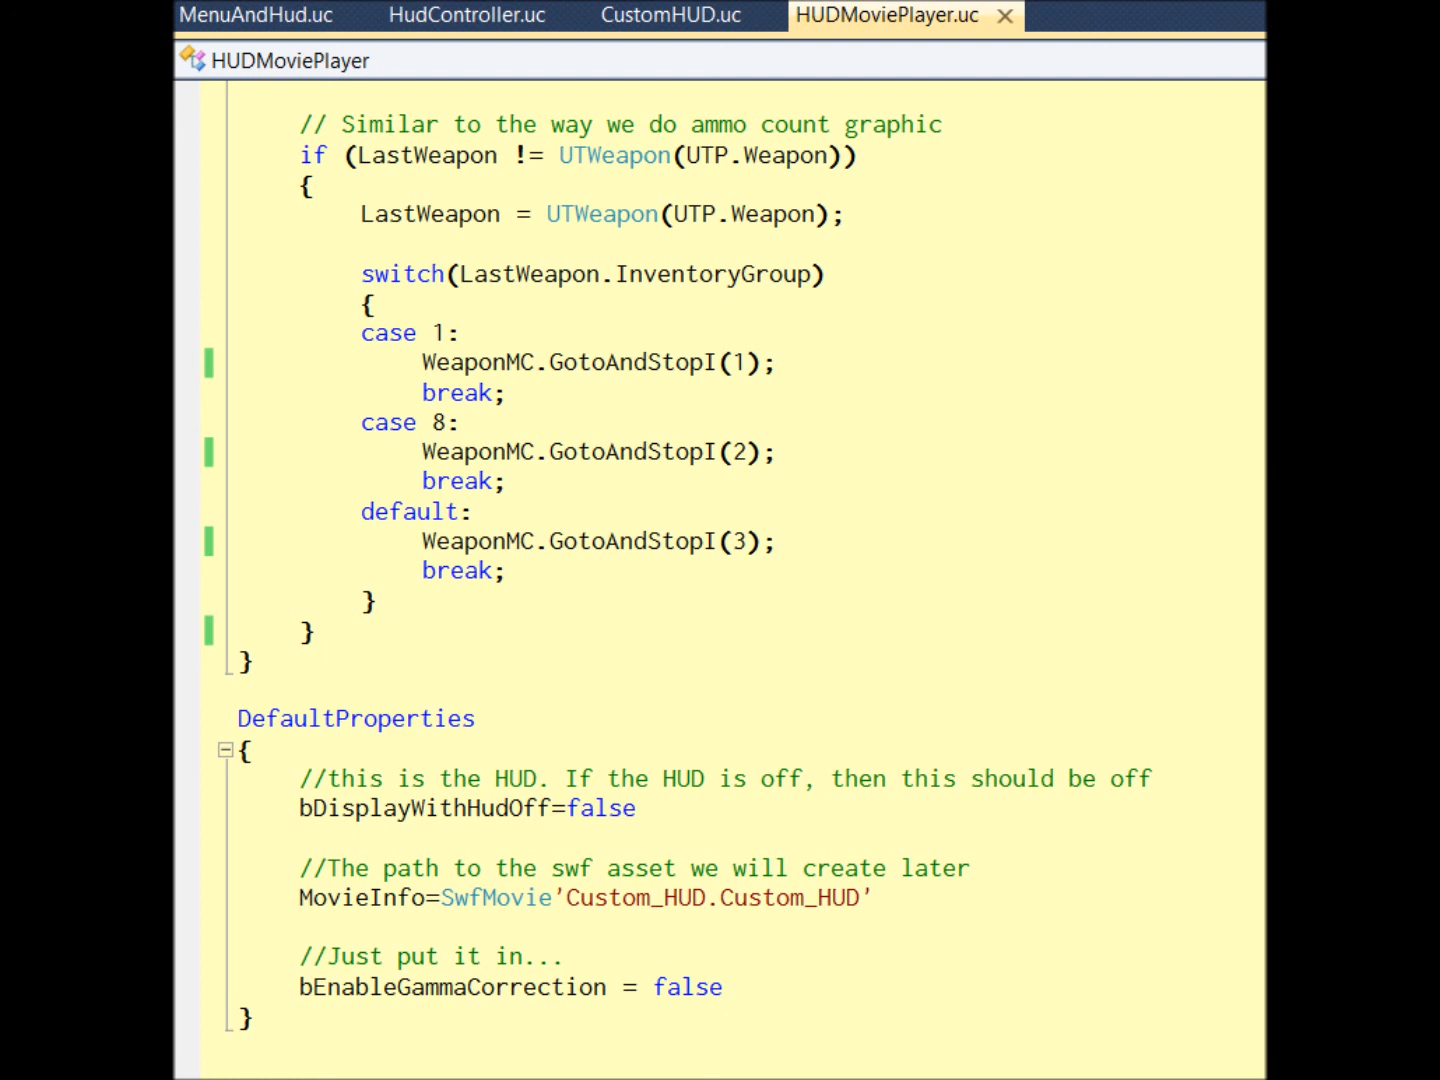 MenuAndHud.uc HudController.uc CustomHUD.uc HUDMoviePlayer.uc
HUDMoviePlayer
// Similar to the way we do ammo count graphic
if (LastWeapon != UTWeapon(UTP.Weapon))
{
LastWeapon = UTWeapon(UTP.Weapon);
switch(LastWeapon.InventoryGroup)
{
case 1:
WeaponMC.GotoAndStopI(1);
break;
case 8:
WeaponMC.GotoAndStopI(2);
break;
default:
WeaponMC.GotoAndStopI(3);
break;
}
}
}
DefaultProperties
{
//this is the HUD. If the HUD is off, then this should be off
bDisplayWithHudOff=false
//The path to the swf asset we will create later
MovieInfo=SwfMovie'Custom_HUD.Custom_HUD'
//Just put it in...
bEnableGammaCorrection = false
}